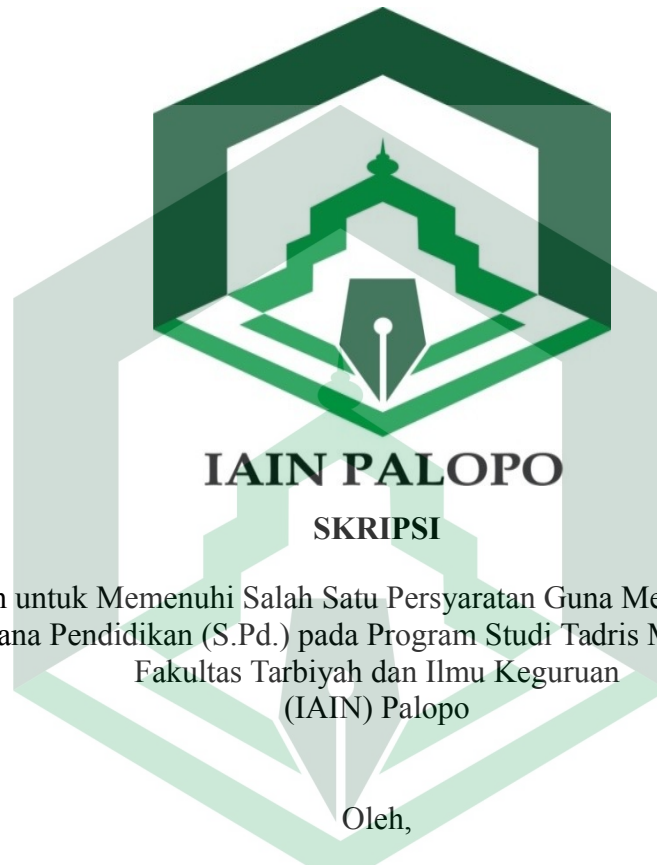 IAIN PALOPO
SKRIPSI
untuk Memenuhi Salah Satu Persyaratan Guna
Pendidikan (S.Pd.) pada Program Studi Tadris
Fakultas Tarbiyah dan Ilmu Keguruan
(IAIN) Palopo
Oleh,